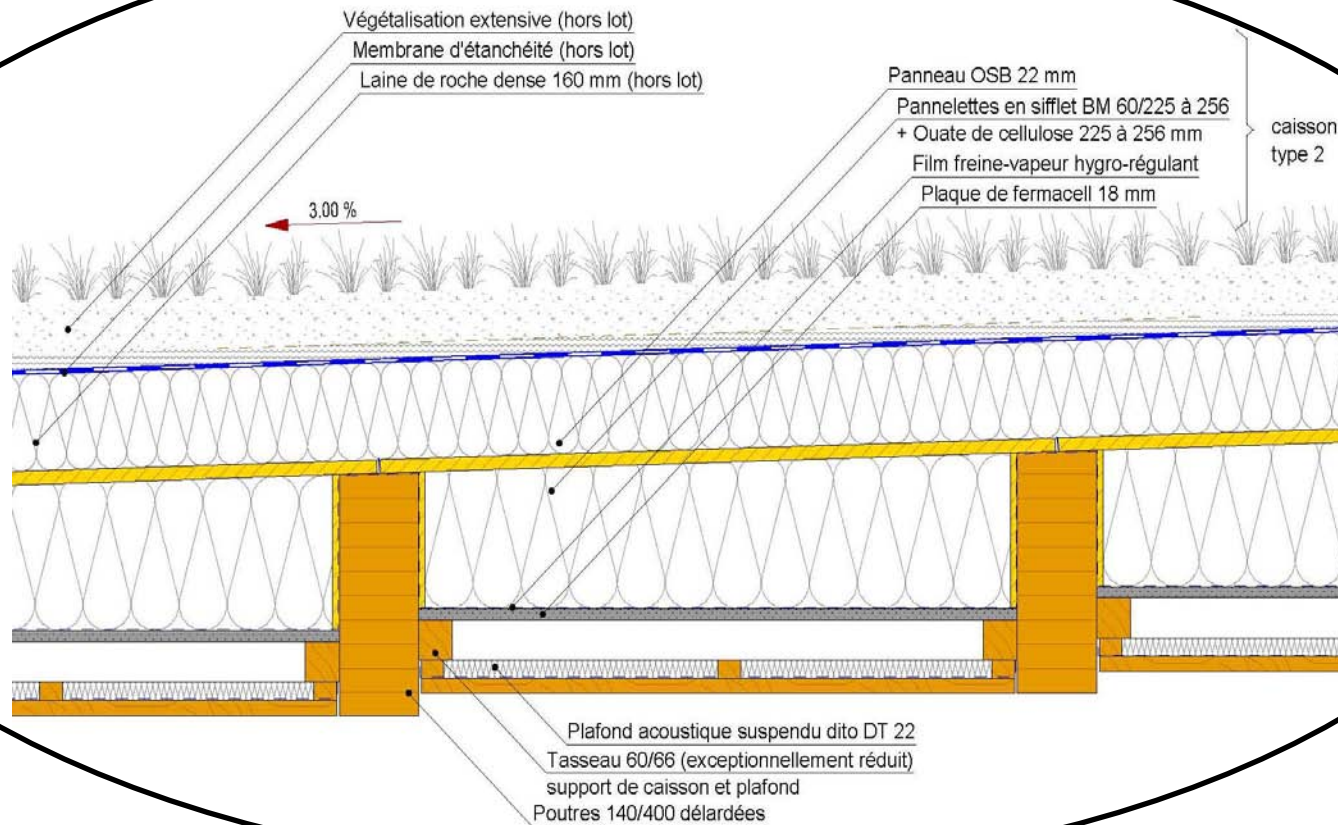 Végétalisation extensive (hors lot)
Membrane d'étanchéité (hors lot)
Laine de roche dense 160 mm (hors lot)
Panneau OSB 22 mm
Pannelettes en sifflet BM 60/225 à 256
+ Ouate de cellulose 225 à 256 mm
Film freine-vapeur hygro-régulant
Plaque de fermacell 18 mm
caisson
type 2
3.00 %
Plafond acoustique suspendu dito DT 22
Tasseau 60/66 (exceptionnellement réduit)
support de caisson et plafond
Poutres 140/400 délardées